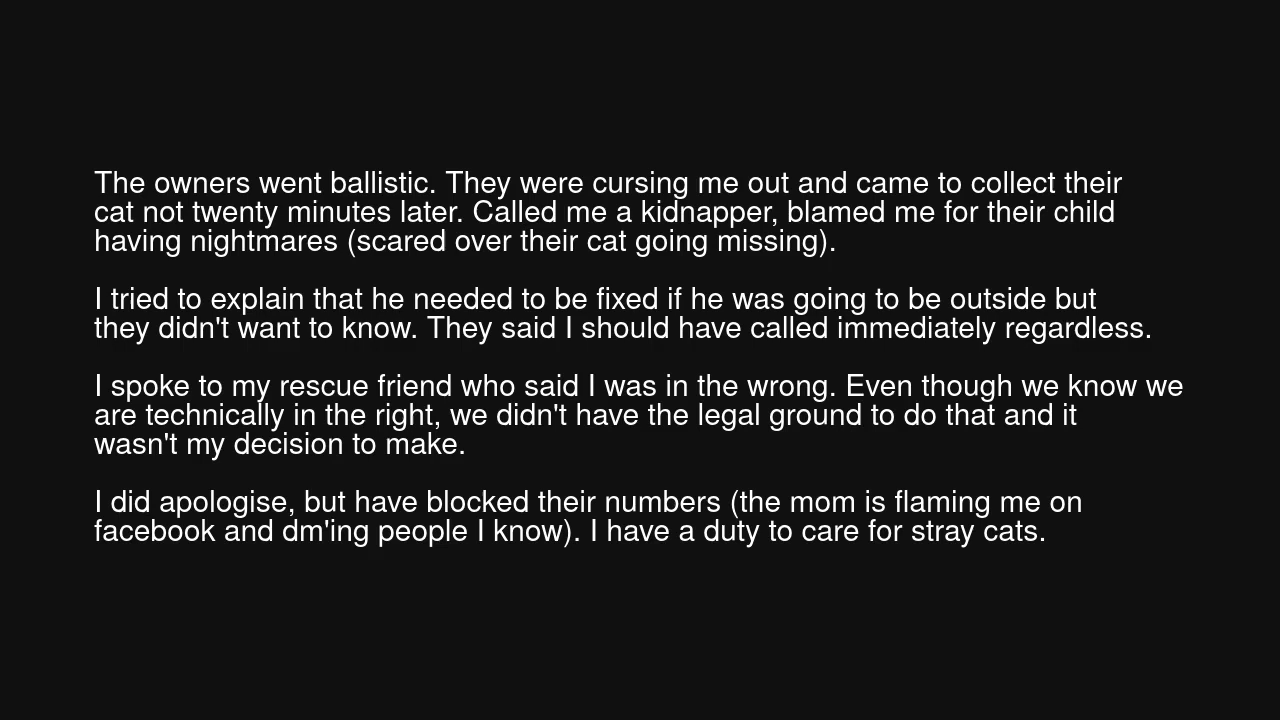 The owners went ballistic. They were cursing me out and came to collect their
cat not twenty minutes later. Called me a kidnapper, blamed me for their child
having nightmares (scared over their cat going missing).
I tried to explain that he needed to be fixed if he was going to be outside but
they didn't want to know. They said I should have called immediately regardless.
I spoke to my rescue friend who said I was in the wrong. Even though we know we
are technically in the right, we didn't have the legal ground to do that and it
wasn't my decision to make.
I did apologise, but have blocked their numbers (the mom is flaming me on
facebook and dm'ing people I know). I have a duty to care for stray cats.